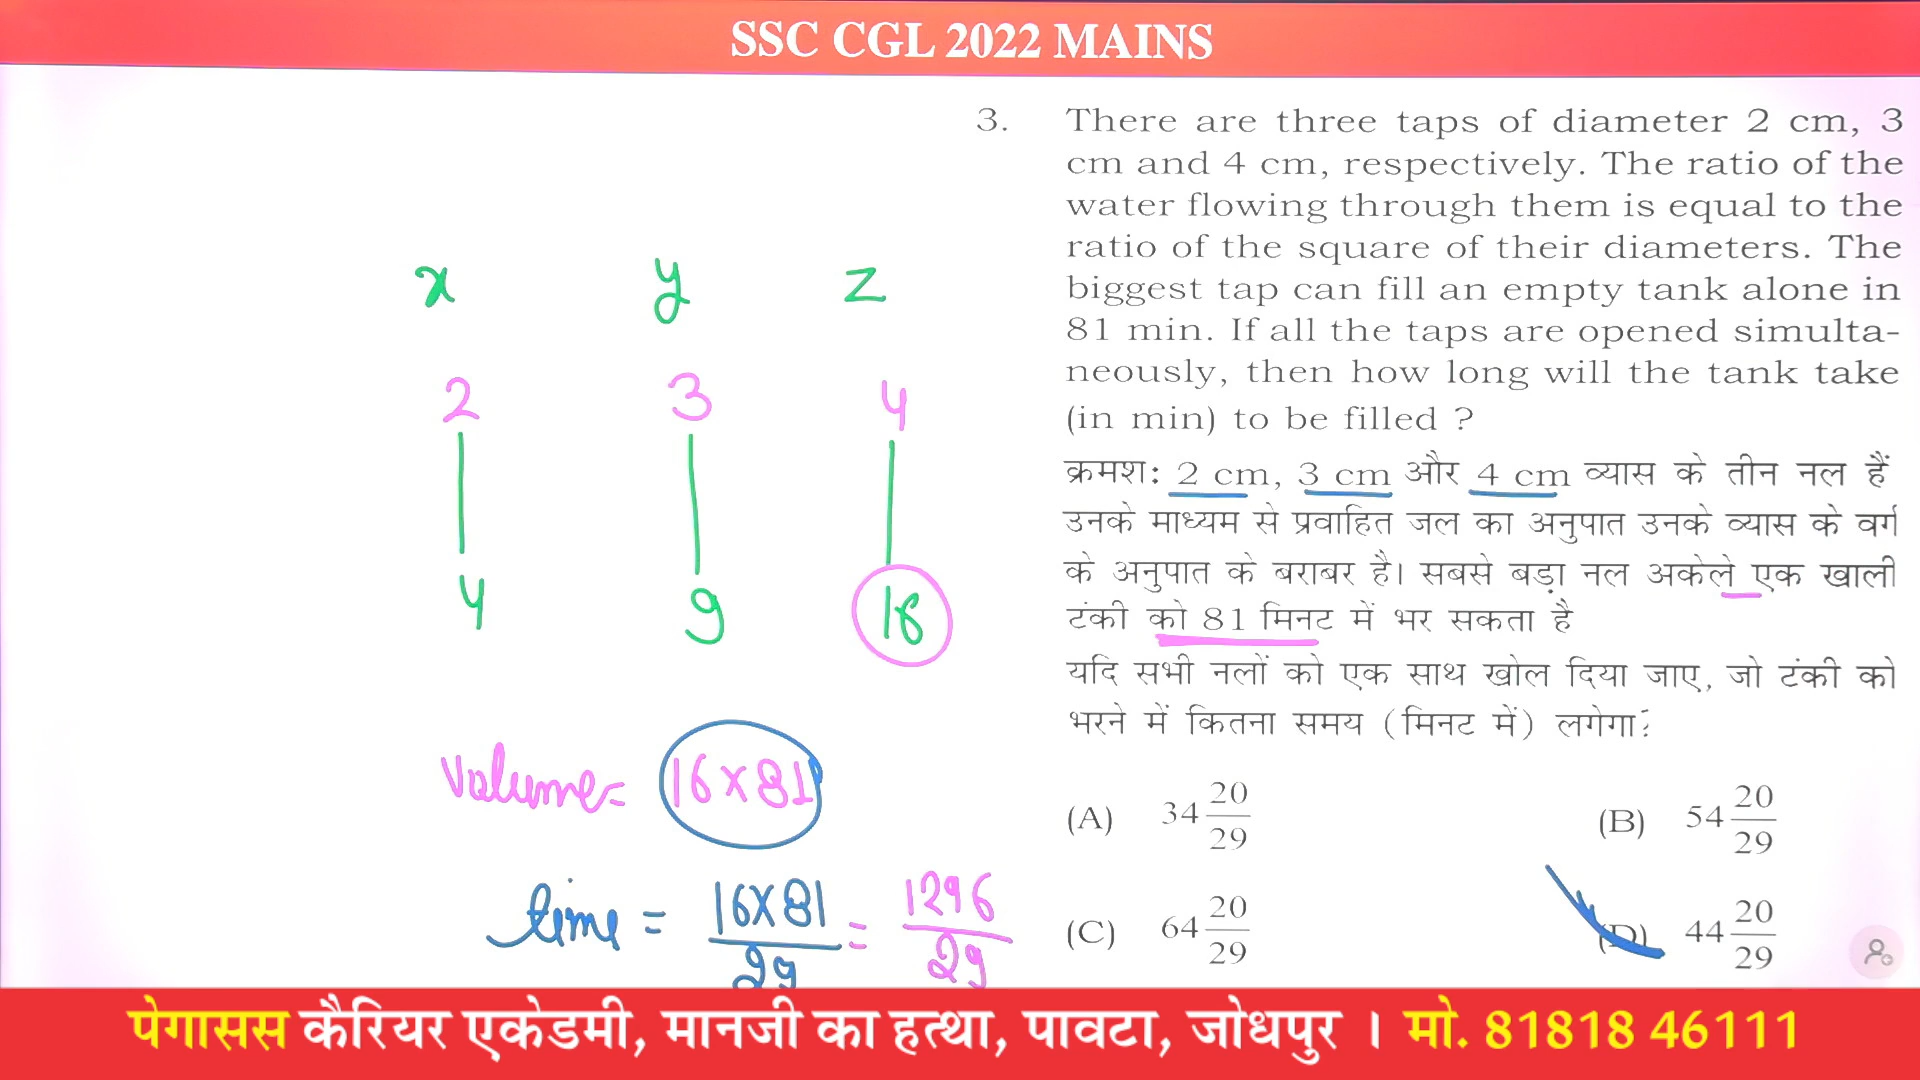 SSC CGL 2022 MAINS
3. There are three taps of diameter 2 cm, 3
cm and 4 cm, respectively. The ratio of the
water flowing through them is equal to the
ratio of the square of their diameters. The
biggest tap can fill an empty tank alone in
81 min. If all the taps are opened simulta-
neously, then how long will the tank take
(in min) to be filled ?
क्रमश: 2 cm, 3 cm और 4 cm व्यास के तीन नल हैं
उनके माध्यम से प्रवाहित जल का अनुपात उनके व्यास के वर्ग
के अनुपात के बराबर है। सबसे बड़ा नल अकेले एक खाली
टंकी को 81 मिनट में भर सकता है
यदि सभी नलों को एक साथ खोल दिया जाए, जो टंकी को
भरने में कितना समय (मिनट में) लगेगा?
(A) 34 20/29 (B) 54 20/29
(C) 64 20/29 (D) 44 20/29
x y z
2 3 4
4 9 16
Volume= 16×81
time = 16×81/29 = 1296/29
पेगासस कैरियर एकेडमी, मानजी का हत्था, पावटा, जोधपुर । मो. 81818 46111